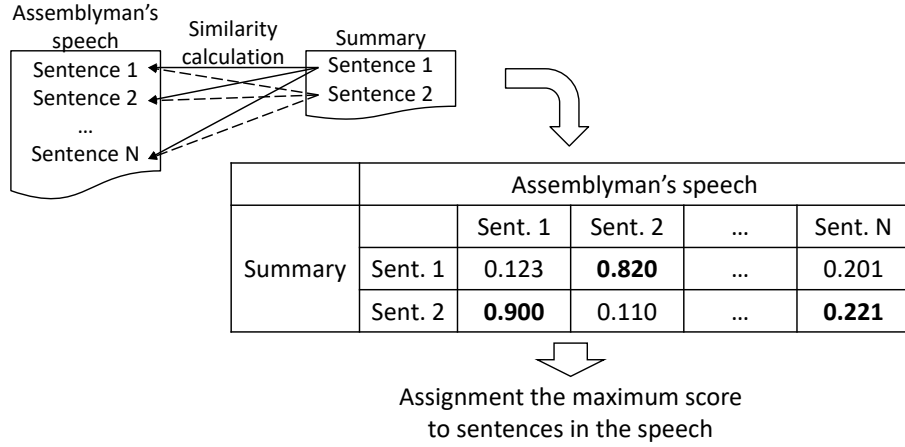 Assemblyman's
speech
Similarity
calculation
Summary
Sentence 1
Sentence 2
…
Sentence N
Sentence 1
Sentence 2
Assemblyman's speech
Sent. 1 Sent. 2 … Sent. N
Summary Sent. 1 0.123 0.820 … 0.201
Sent. 2 0.900 0.110 … 0.221
Assignment the maximum score
to sentences in the speech